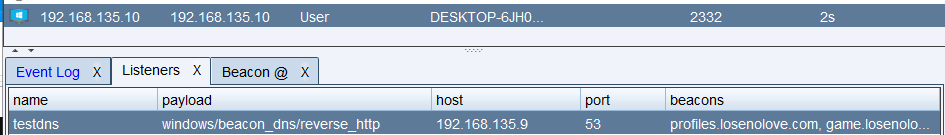 192.168.135.10 192.168.135.10 User DESKTOP-6JH0... 2332 2s
Event Log X Listeners X Beacon @ X
name payload host port beacons
testdns windows/beacon_dns/reverse_http 192.168.135.9 53 profiles.losenolove.com, game.losenolo...